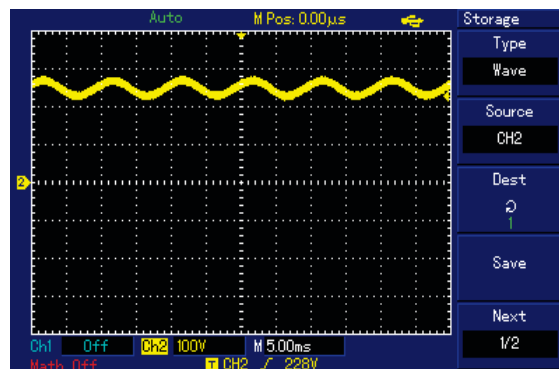 Auto M Pos: 0.00μs Storage
Type
Wave
Source
CH2
Dest
1
Save
Next
1/2
2
Ch1 Off Ch2 100V M 5.00ms
Math Off T CH2 228V